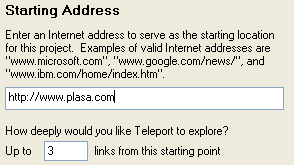 Starting Address
Enter an Internet address to serve as the starting location
for this project. Examples of valid Internet addresses are
"www.microsoft.com", "www.google.com/news/", and
"www.ibm.com/home/index.htm".
http://www.plasa.com
How deeply would you like Teleport to explore?
Up to 3 links from this starting point